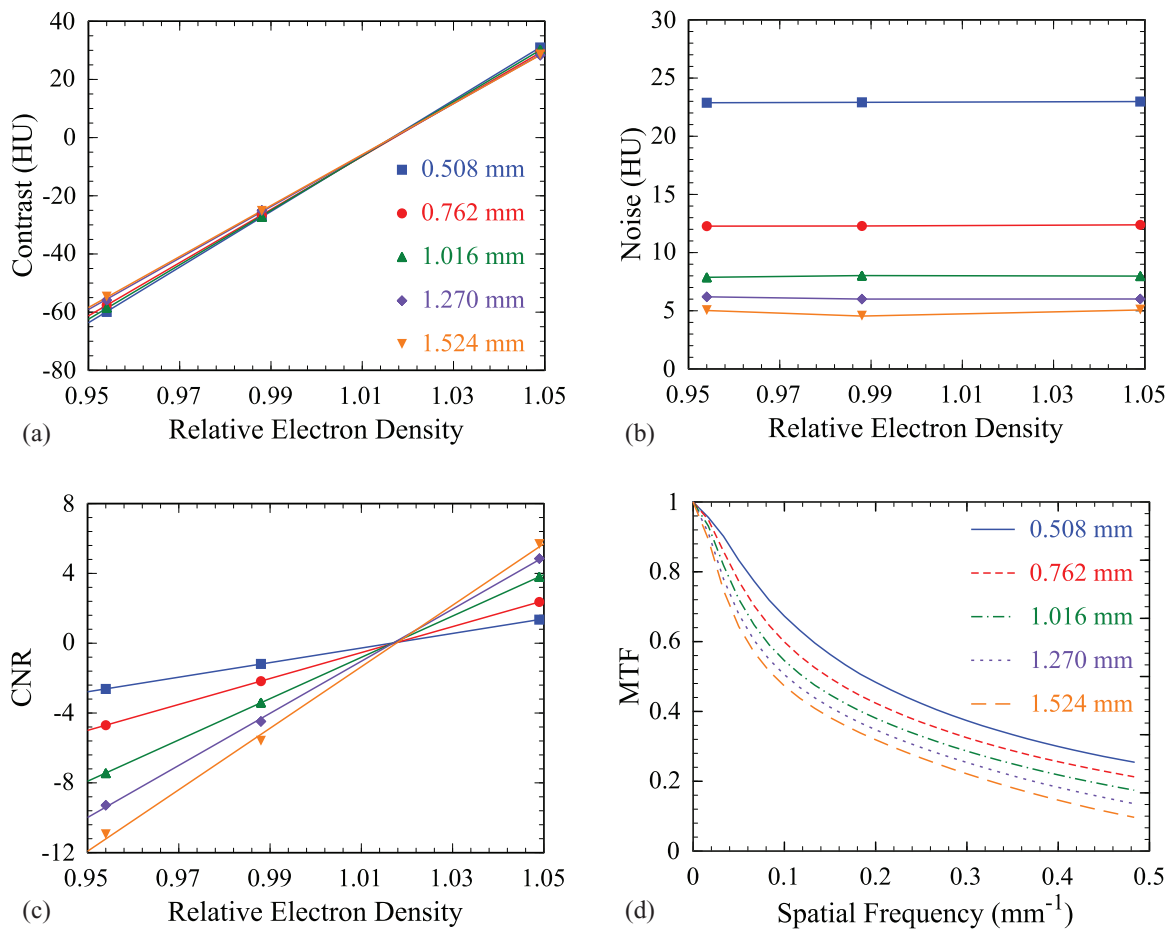 40
20
0
-20
-40
-60
-80
Contrast (HU)
0.508 mm
0.762 mm
1.016 mm
1.270 mm
1.524 mm
0.95 0.97 0.99 1.01 1.03 1.05
(a) Relative Electron Density
30
25
20
15
10
5
0
Noise (HU)
0.95 0.97 0.99 1.01 1.03 1.05
(b) Relative Electron Density
8
4
0
-4
-8
-12
CNR
0.95 0.97 0.99 1.01 1.03 1.05
(c) Relative Electron Density
1
0.8
0.6
0.4
0.2
0
MTF
0.508 mm
0.762 mm
1.016 mm
1.270 mm
1.524 mm
0 0.1 0.2 0.3 0.4 0.5
(d) Spatial Frequency (mm⁻¹)